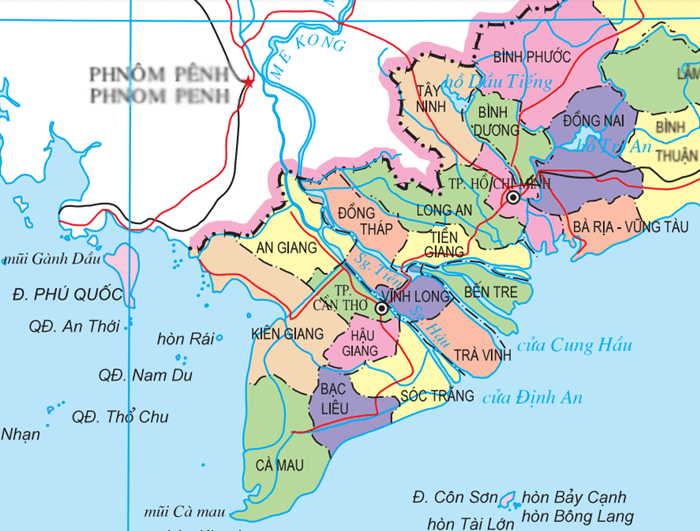 MÊ KONG
PHNÔM PÊNH
PHNOM PENH
BÌNH PHƯỚC
hồ Dầu Tiếng
LÂM
TÂY
NINH
BÌNH
DƯƠNG
ĐỒNG NAI
hồ Trị An
BÌNH
THUẬN
TP. HỒ CHÍ MINH
LONG AN
ĐỒNG
THÁP
TIỀN
GIANG
BÀ RỊA - VŨNG TÀU
AN GIANG
mũi Gành Dầu
Sg. Tiền
Đ. PHÚ QUỐC
TP.
CẦN THƠ
VĨNH LONG
BẾN TRE
QĐ. An Thới
hòn Rái
KIÊN GIANG
Sg. Hậu
HẬU
GIANG
TRÀ VINH
cửa Cung Hầu
QĐ. Nam Du
BẠC
LIÊU
SÓC TRĂNG
cửa Định An
QĐ. Thổ Chu
Nhạn
CÀ MAU
mũi Cà mau
Đ. Côn Sơn
hòn Bảy Cạnh
hòn Tài Lớn
hòn Bông Lang